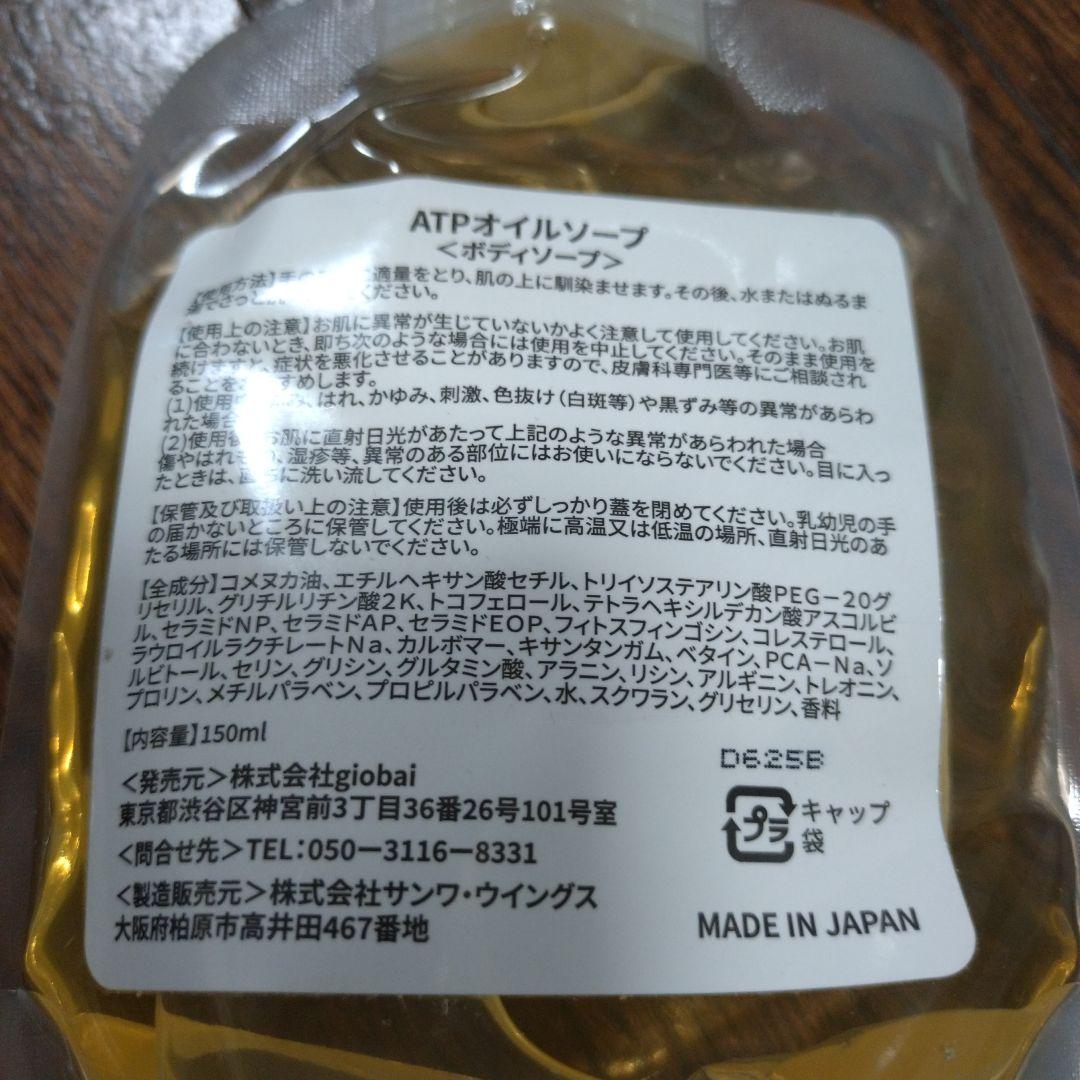 ATPオイルソープ
<ボディソープ>
方法】手の 適量をとり、肌の上に馴染ませます。その後、水またはぬるま
ください。
【使用上の注意】お肌に異常が生じていないかよく注意して使用してください。お肌
に合わないとき、即ち次のような場合には使用を中止してください。そのまま使用を
続けますと、症状を悪化させることがありますので、皮膚科専門医等にご相談され
ることを すめします。
(1)使用 はれ、かゆみ、刺激、色抜け(白斑等)や黒ずみ等の異常があらわ
れた場合
(2)使用 お肌に直射日光があたって上記のような異常があらわれた場合
傷やはれ 、湿疹等、異常のある部位にはお使いにならないでください。目に入っ
たときは、直 に洗い流してください。
【保管及び取扱い上の注意】使用後は必ずしっかり蓋を閉めてください。乳幼児の手
の届かないところに保管してください。極端に高温又は低温の場所、直射日光のあ
たる場所には保管しないでください。
【全成分】コメヌカ油、エチルヘキサン酸セチル、トリイソステアリン酸PEG-20グ
リセリル、グリチルリチン酸2K、トコフェロール、テトラヘキシルデカン酸アスコルビ
ル、セラミドNP、セラミドAP、セラミドEOP、フィトスフィンゴシン、コレステロール、
ラウロイルラクチレートNa、カルボマー、キサンタンガム、ベタイン、PCA-Na、ソ
ルビトール、セリン、グリシン、グルタミン酸、アラニン、リシン、アルギニン、トレオニン、
プロリン、メチルパラベン、プロピルパラベン、水、スクワラン、グリセリン、香料
【内容量】150ml
<発売元>株式会社giobai
東京都渋谷区神宮前3丁目36番26号101号室
<問合せ先>TEL:050-3116-8331
<製造販売元>株式会社サンワ・ウイングス
大阪府柏原市高井田467番地
D625B
プラ
キャップ
袋
MADE IN JAPAN